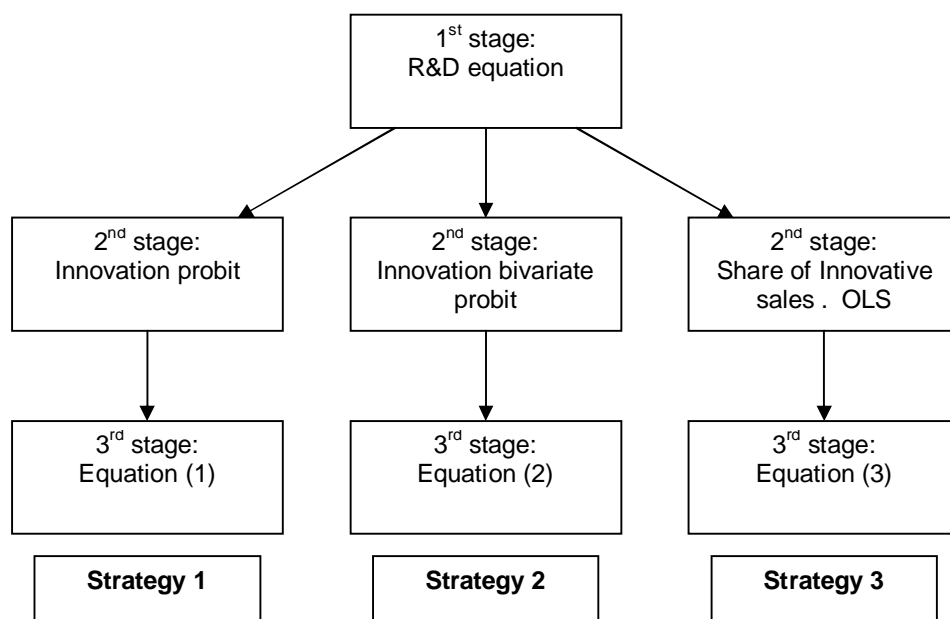 1st stage:
R&D equation
2nd stage:
Innovation probit
2nd stage:
Innovation bivariate
probit
2nd stage:
Share of Innovative
sales . OLS
3rd stage:
Equation (1)
3rd stage:
Equation (2)
3rd stage:
Equation (3)
Strategy 1
Strategy 2
Strategy 3